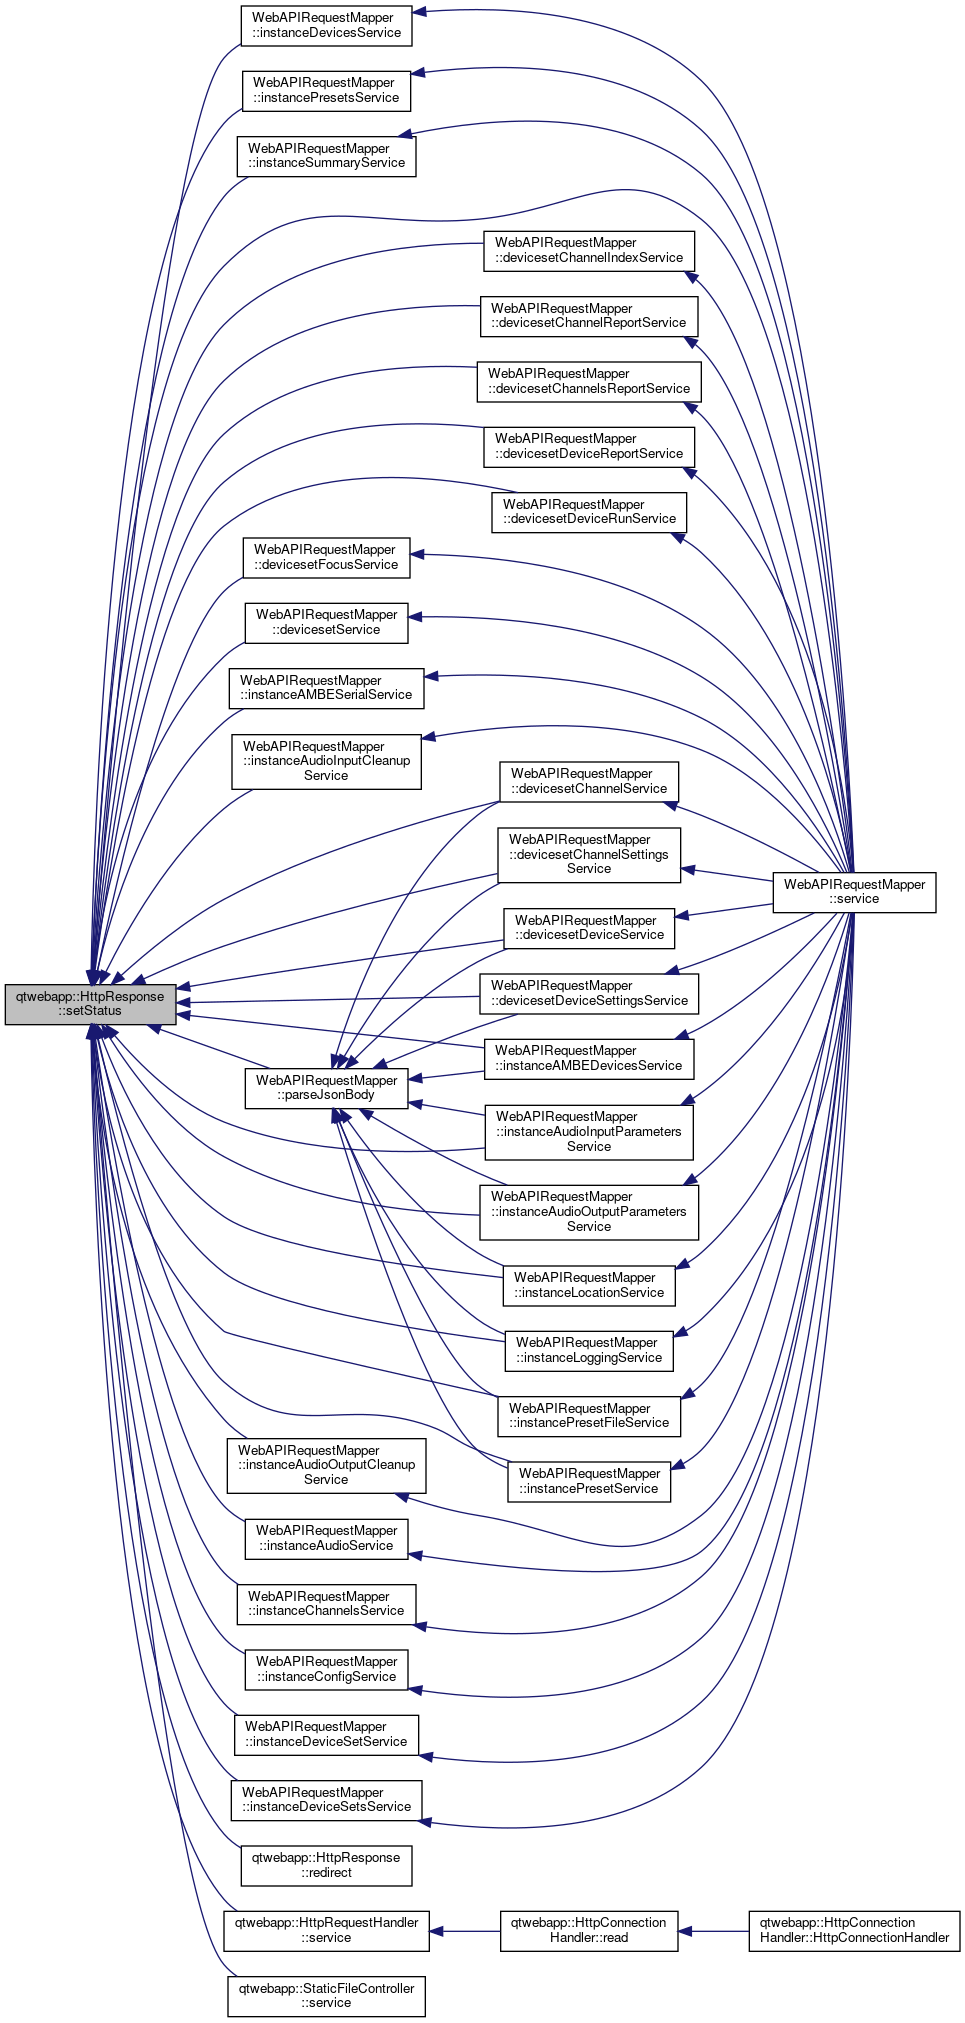 WebAPIRequestMapper
::instanceDevicesService
WebAPIRequestMapper
::instancePresetsService
WebAPIRequestMapper
::instanceSummaryService
WebAPIRequestMapper
::devicesetChannelIndexService
WebAPIRequestMapper
::devicesetChannelReportService
WebAPIRequestMapper
::devicesetChannelsReportService
WebAPIRequestMapper
::devicesetDeviceReportService
WebAPIRequestMapper
::devicesetDeviceRunService
WebAPIRequestMapper
::devicesetFocusService
WebAPIRequestMapper
::devicesetService
WebAPIRequestMapper
::instanceAMBESerialService
WebAPIRequestMapper
::instanceAudioInputCleanup
Service
WebAPIRequestMapper
::devicesetChannelService
WebAPIRequestMapper
::devicesetChannelSettings
Service
WebAPIRequestMapper
::service
WebAPIRequestMapper
::devicesetDeviceService
WebAPIRequestMapper
::devicesetDeviceSettingsService
qtwebapp::HttpResponse
::setStatus
WebAPIRequestMapper
::instanceAMBEDevicesService
WebAPIRequestMapper
::parseJsonBody
WebAPIRequestMapper
::instanceAudioInputParameters
Service
WebAPIRequestMapper
::instanceAudioOutputParameters
Service
WebAPIRequestMapper
::instanceLocationService
WebAPIRequestMapper
::instanceLoggingService
WebAPIRequestMapper
::instancePresetFileService
WebAPIRequestMapper
::instanceAudioOutputCleanup
Service
WebAPIRequestMapper
::instancePresetService
WebAPIRequestMapper
::instanceAudioService
WebAPIRequestMapper
::instanceChannelsService
WebAPIRequestMapper
::instanceConfigService
WebAPIRequestMapper
::instanceDeviceSetService
WebAPIRequestMapper
::instanceDeviceSetsService
qtwebapp::HttpResponse
::redirect
qtwebapp::HttpRequestHandler
::service
qtwebapp::HttpConnection
Handler::read
qtwebapp::HttpConnection
Handler::HttpConnectionHandler
qtwebapp::StaticFileController
::service